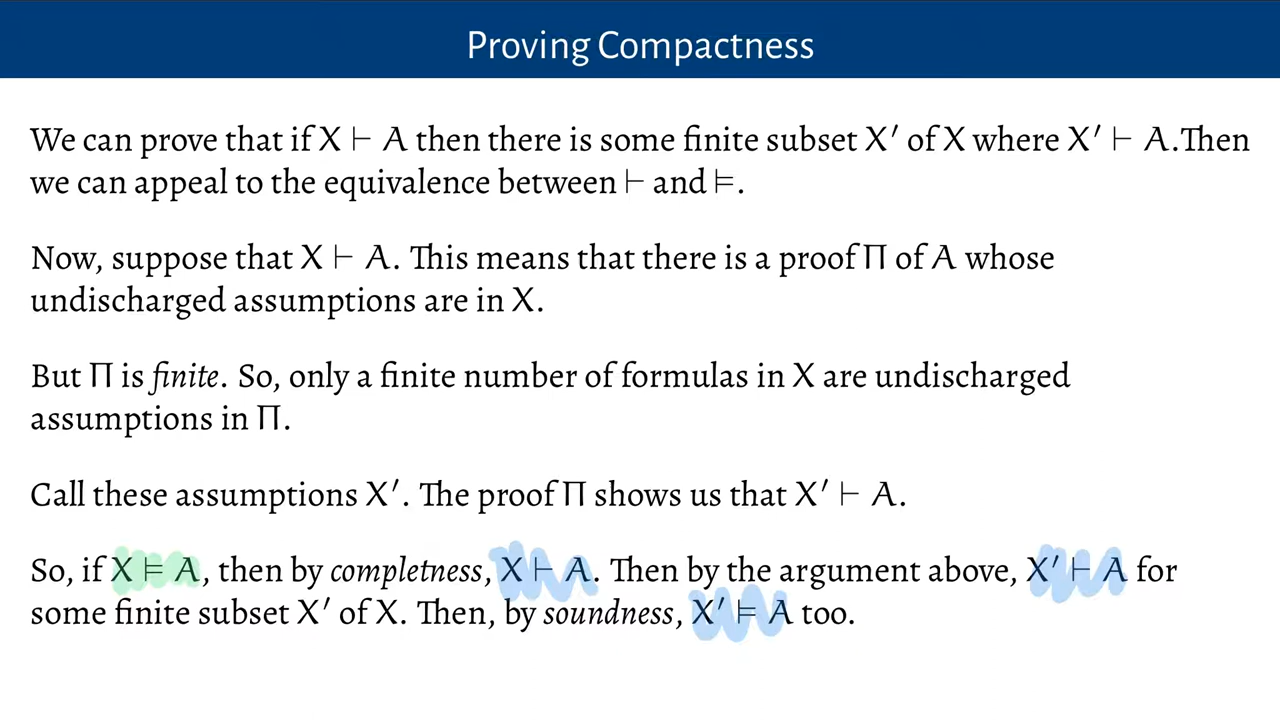 Proving Compactness
We can prove that if X ⊢ A then there is some finite subset X′ of X where X′ ⊢ A.Then
we can appeal to the equivalence between ⊢ and ⊨.
Now, suppose that X ⊢ A. This means that there is a proof Π of A whose
undischarged assumptions are in X.
But Π is finite. So, only a finite number of formulas in X are undischarged
assumptions in Π.
Call these assumptions X′. The proof Π shows us that X′ ⊢ A.
So, if X ⊨ A, then by completness, X ⊢ A. Then by the argument above, X′ ⊢ A for
some finite subset X′ of X. Then, by soundness, X′ ⊨ A too.